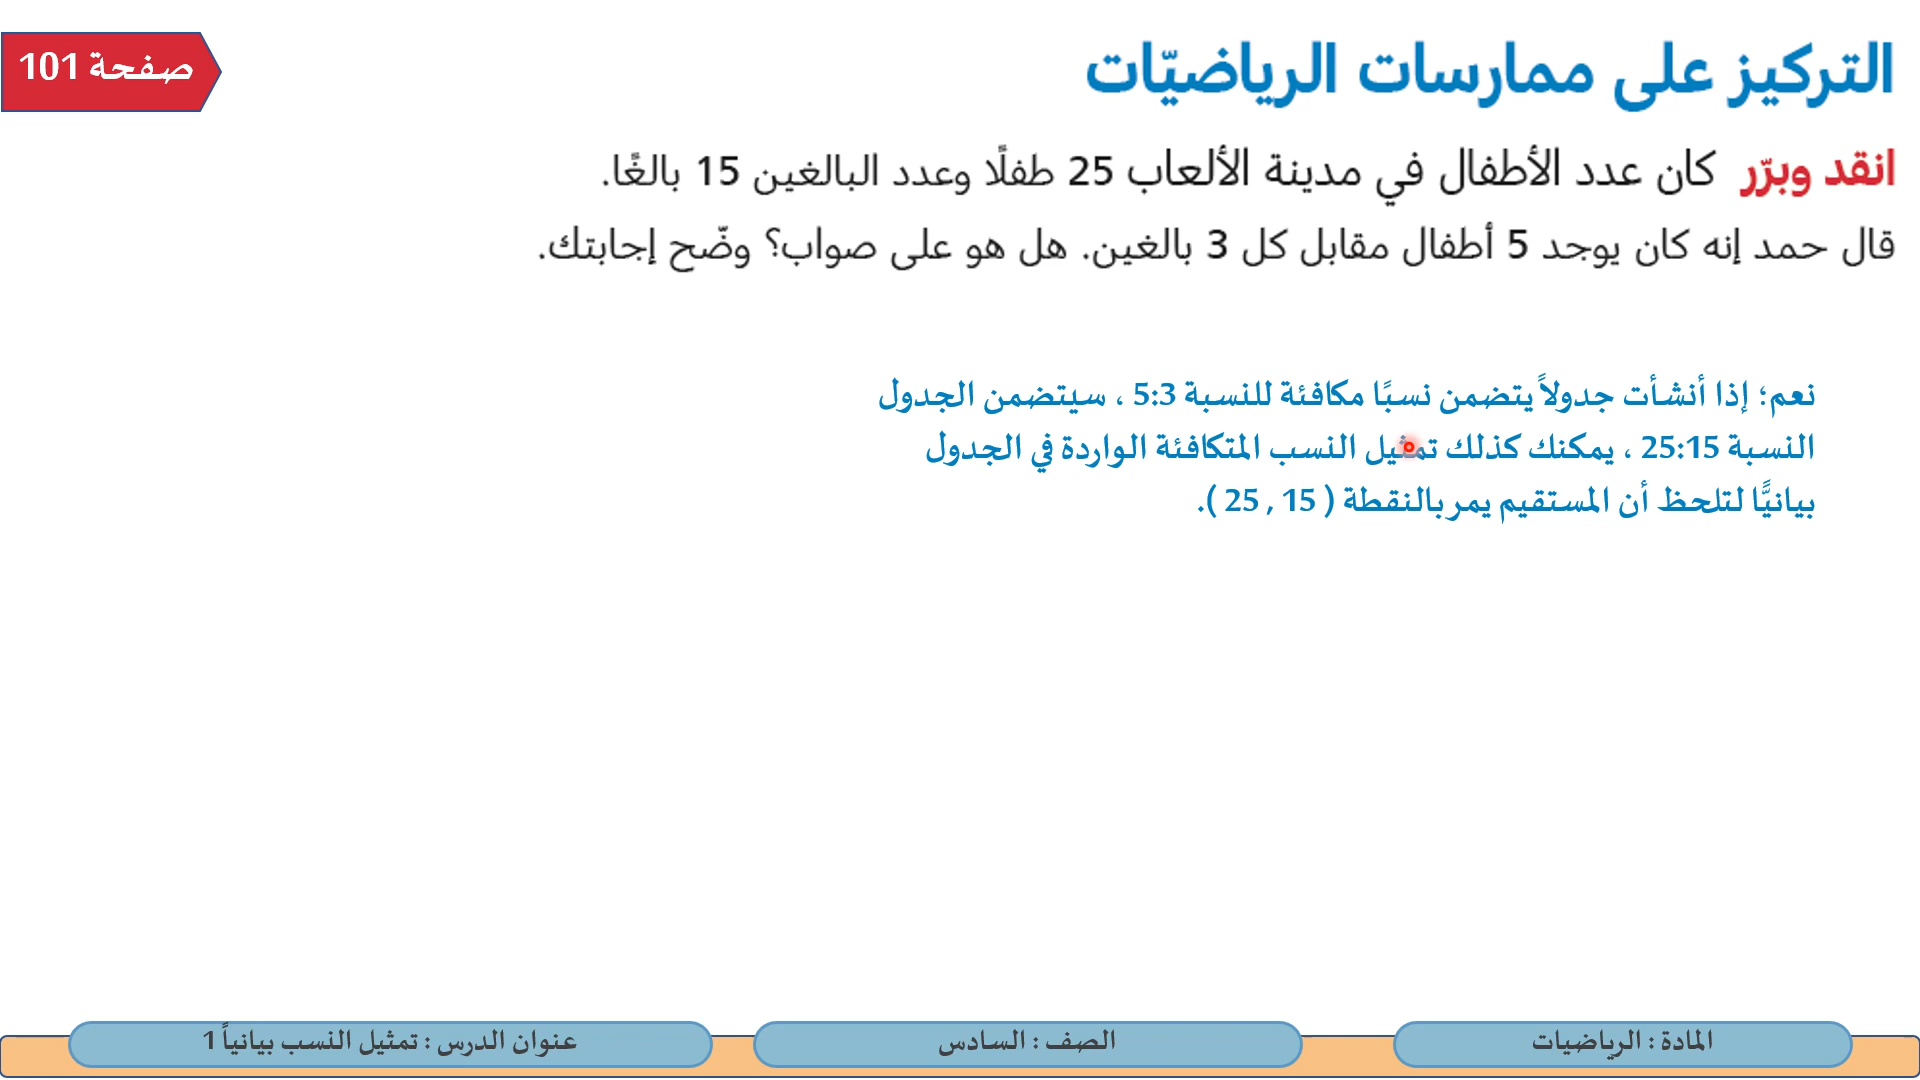 التركيز على ممارسات الرياضيّات
صفحة 101
انقد وبرّر كان عدد الأطفال في مدينة الألعاب 25 طفلًا وعدد البالغين 15 بالغًا.
قال حمد إنه كان يوجد 5 أطفال مقابل كل 3 بالغين. هل هو على صواب؟ وضّح إجابتك.
نعم؛ إذا أنشأت جدولاً يتضمن نسبًا مكافئة للنسبة 5:3 ، سيتضمن الجدول
النسبة 25:15 ، يمكنك كذلك تمثيل النسب المتكافئة الواردة في الجدول
بيانيًّا لتلحظ أن المستقيم يمر بالنقطة ( 15 , 25 ).
المادة : الرياضيات
الصف : السادس
عنوان الدرس : تمثيل النسب بيانياً 1